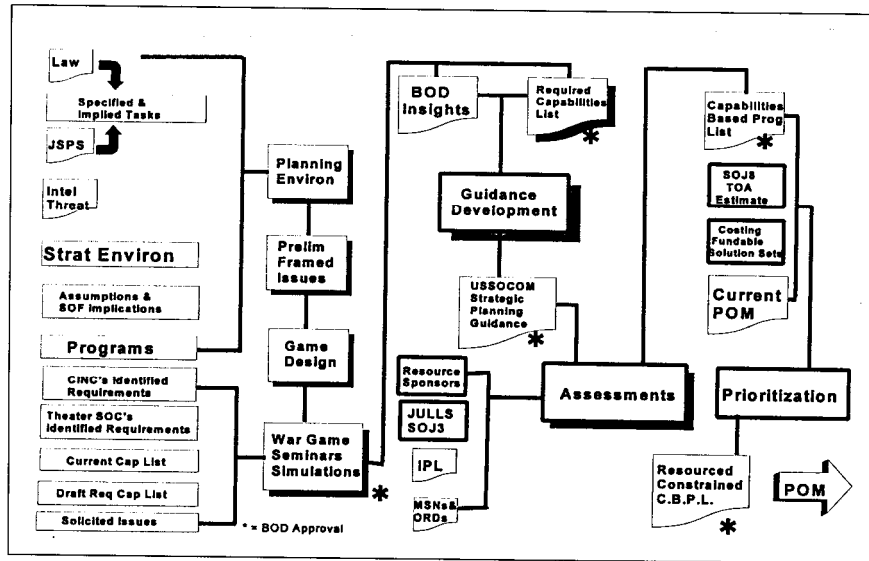 Law
Specified &
Implied Tasks
JSPS
Intel
Threat
Strat Environ
Assumptions &
SOF Implications
Programs
CINC's Identified
Requirements
Theater SOC's
Identified Requirements
Current Cap List
Draft Req Cap List
Solicited Issues
Planning
Environ
Prelim
Framed
Issues
Game
Design
War Game
Seminars
Simulations
*
* = BOD Approval
BOD
Insights
Required
Capabilities
List
*
Guidance
Development
USSOCOM
Strategic
Planning
Guidance
*
Resource
Sponsors
JULLS
SOJ3
IPL
MSNs &
ORDs
Assessments
Capabilities
Based Prog
List
*
SOJ8
TOA
Estimate
Costing
Fundable
Solution Sets
Current
POM
Prioritization
Resourced
Constrained
C.B.P.L.
*
POM